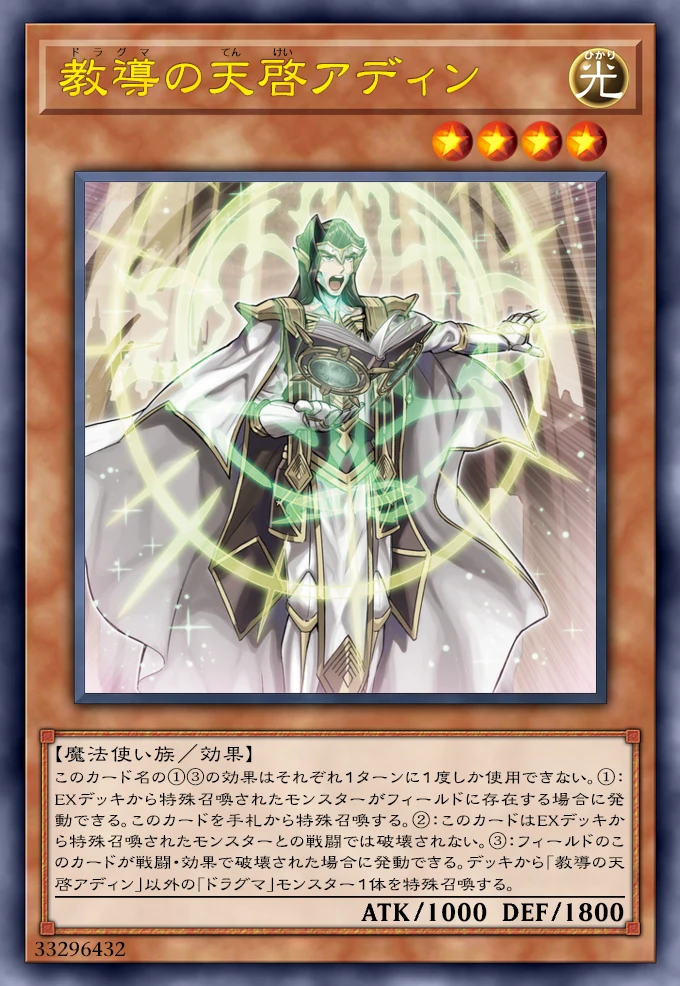 ドラグマ てんけい
教導の天啓アディン
ひかり
光
【魔法使い族／効果】
このカード名の①③の効果はそれぞれ１ターンに１度しか使用できない。①：
EXデッキから特殊召喚されたモンスターがフィールドに存在する場合に発
動できる。このカードを手札から特殊召喚する。②：このカードはEXデッキか
ら特殊召喚されたモンスターとの戦闘では破壊されない。③：フィールドのこ
のカードが戦闘・効果で破壊された場合に発動できる。デッキから「教導の天
啓アディン」以外の「ドラグマ」モンスター１体を特殊召喚する。
ATK/1000 DEF/1800
33296432